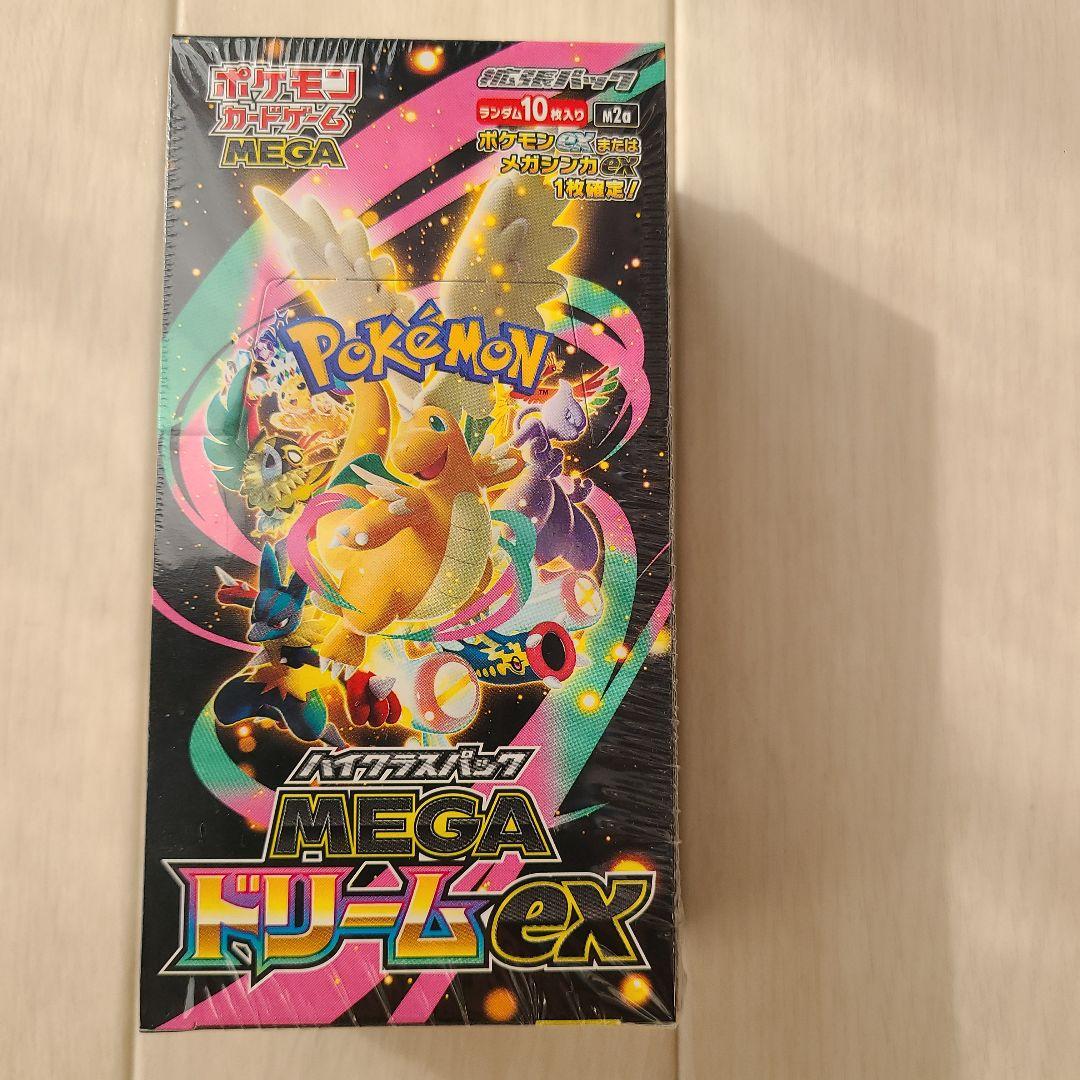 ポケモン
カードゲーム
MEGA
拡張パック
ランダム10枚入り M2a
ポケモンexまたは
メガシンカex
1枚確定!
POKÉMON
TM
ハイクラスパック
MEGA
ドリームex